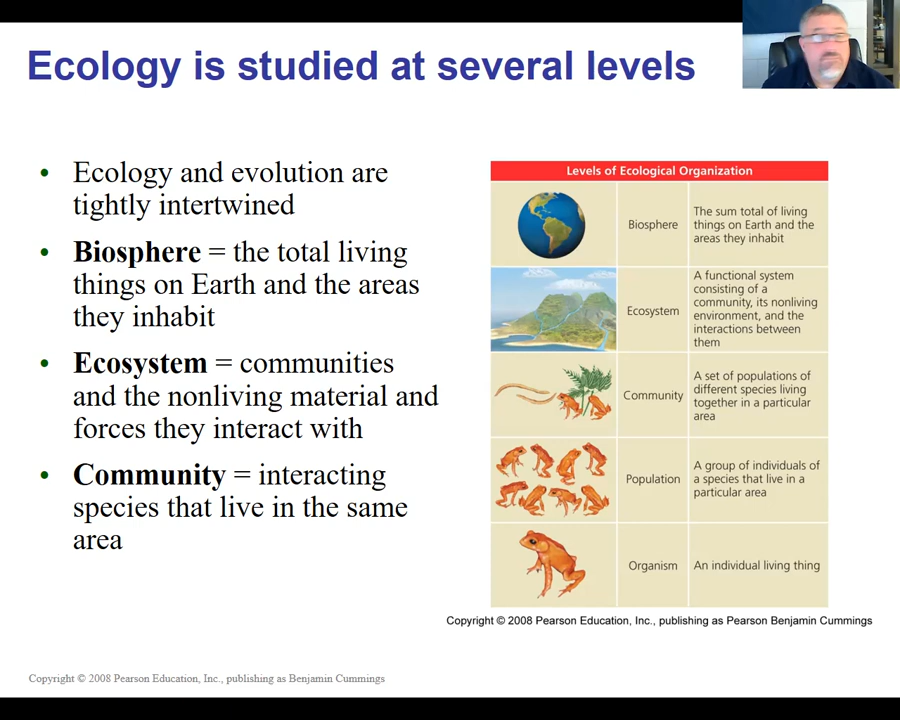 Ecology is studied at several levels
• Ecology and evolution are
tightly intertwined
• Biosphere = the total living
things on Earth and the areas
they inhabit
• Ecosystem = communities
and the nonliving material and
forces they interact with
• Community = interacting
species that live in the same
area
Levels of Ecological Organization
Biosphere
The sum total of living
things on Earth and the
areas they inhabit
Ecosystem
A functional system
consisting of a
community, its nonliving
environment, and the
interactions between
them
Community
A set of populations of
different species living
together in a particular
area
Population
A group of individuals of
a species that live in a
particular area
Organism
An individual living thing
Copyright © 2008 Pearson Education, Inc., publishing as Pearson Benjamin Cummings
Copyright © 2008 Pearson Education, Inc., publishing as Benjamin Cummings